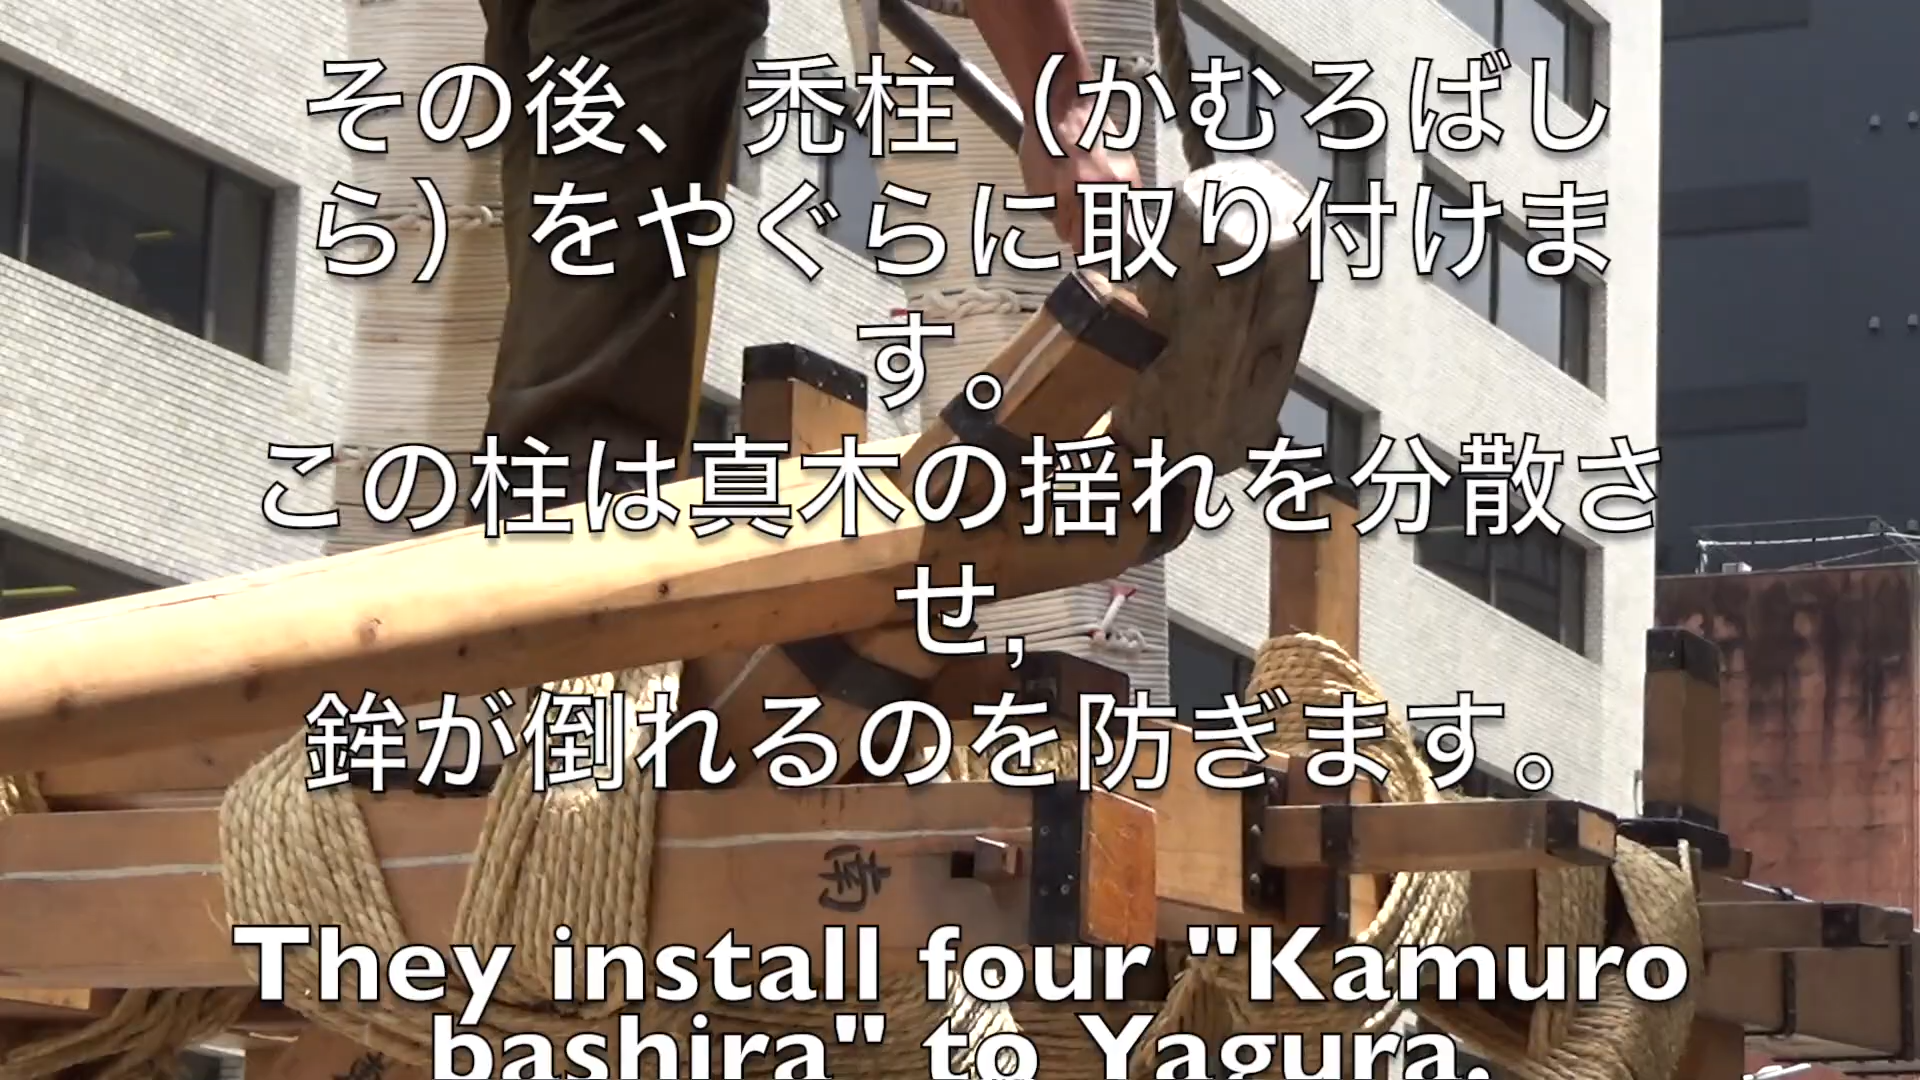 その後、禿柱（かむろばし
ら）をやぐらに取り付けま
す。
この柱は真木の揺れを分散さ
せ,
鉾が倒れるのを防ぎます。
南
They install four "Kamuro
bashira" to Yagura.